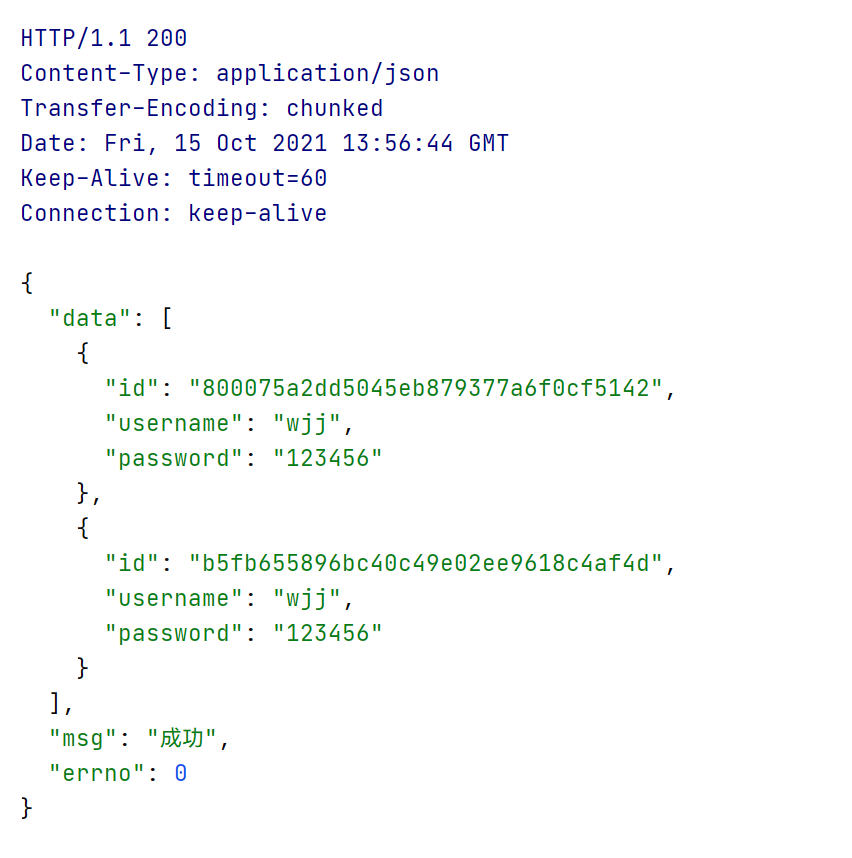 HTTP/1.1 200
Content-Type: application/json
Transfer-Encoding: chunked
Date: Fri, 15 Oct 2021 13:56:44 GMT
Keep-Alive: timeout=60
Connection: keep-alive

{
  "data": [
    {
      "id": "800075a2dd5045eb879377a6f0cf5142",
      "username": "wjj",
      "password": "123456"
    },
    {
      "id": "b5fb655896bc40c49e02ee9618c4af4d",
      "username": "wjj",
      "password": "123456"
    }
  ],
  "msg": "成功",
  "errno": 0
}